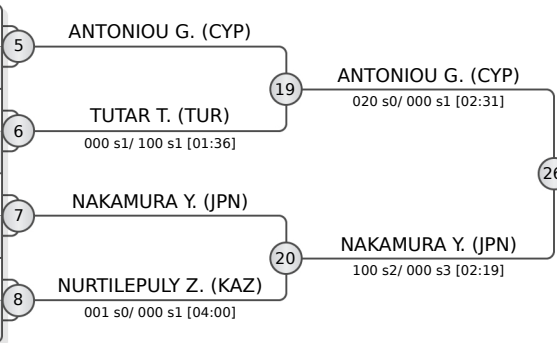 5
ANTONIOU G. (CYP)
6
TUTAR T. (TUR)
000 s1/ 100 s1 [01:36]
19
ANTONIOU G. (CYP)
020 s0/ 000 s1 [02:31]
7
NAKAMURA Y. (JPN)
8
NURTILEPULY Z. (KAZ)
001 s0/ 000 s1 [04:00]
20
NAKAMURA Y. (JPN)
100 s2/ 000 s3 [02:19]
26